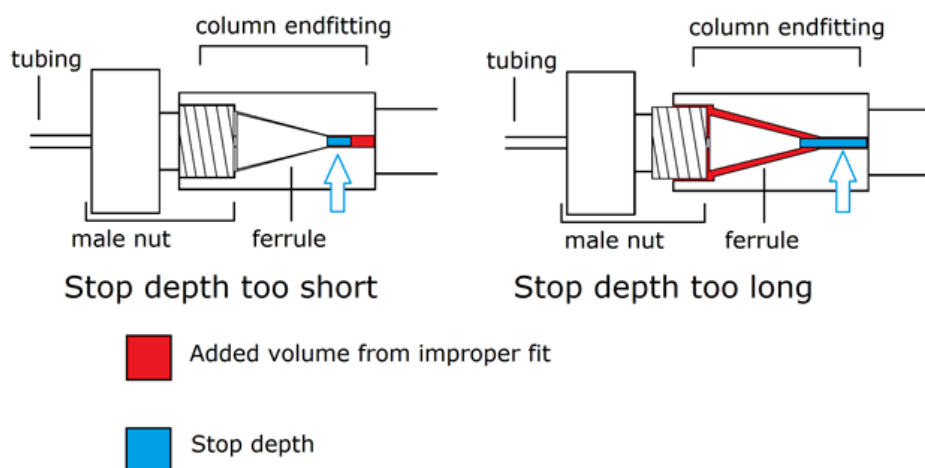 column endfitting
tubing
male nut
ferrule
Stop depth too short
column endfitting
tubing
male nut
ferrule
Stop depth too long
Added volume from improper fit
Stop depth